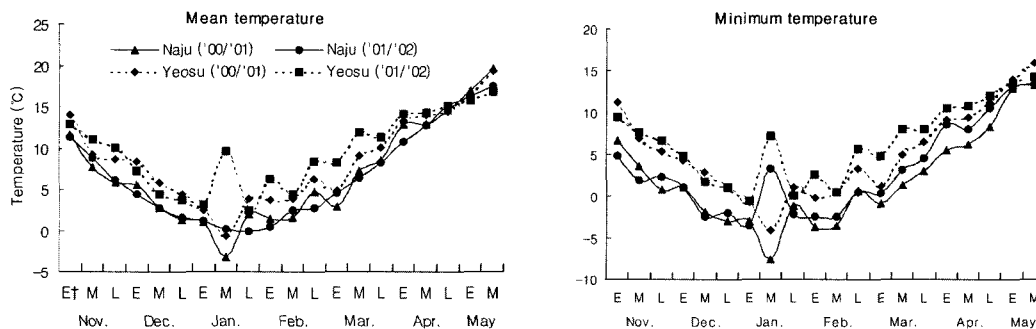 Mean temperature
Minimum temperature
Naju ('00/'01)
Naju ('01/'02)
Yeosu ('00/'01)
Yeosu ('01/'02)
Temperature (℃)
25
20
15
10
5
0
-5
E† M L E M L E M L E M L E M L E M L E M
Nov. Dec. Jan. Feb. Mar. Apr. May
20
15
10
5
0
-5
-10
E M L E M L E M L E M L E M L E M L E M
Nov. Dec. Jan. Feb. Mar. Apr. May